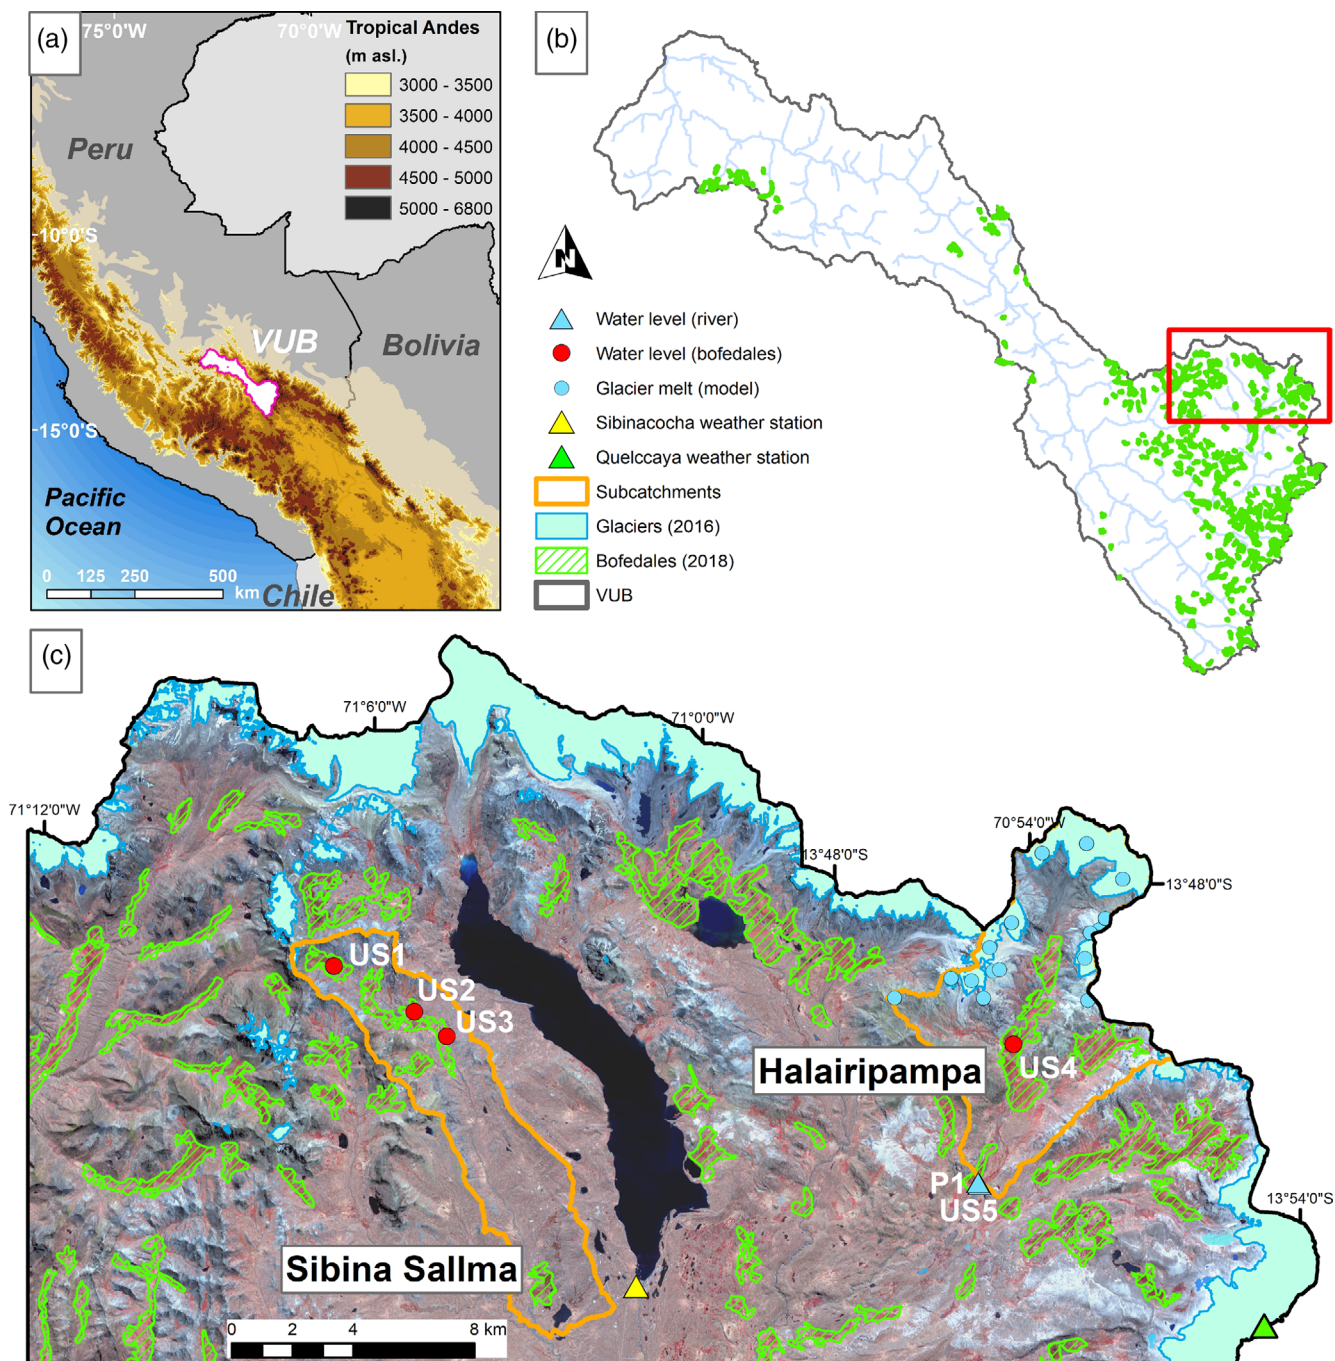 (a)
75°0'W
70°0'W
Tropical Andes
(m asl.)
3000 - 3500
3500 - 4000
4000 - 4500
4500 - 5000
5000 - 6800
Peru
10°0'S
VUB
Bolivia
15°0'S
Pacific
Ocean
0 125 250 500
km
Chile
(b)
N
Water level (river)
Water level (bofedales)
Glacier melt (model)
Sibinacocha weather station
Quelccaya weather station
Subcatchments
Glaciers (2016)
Bofedales (2018)
VUB
(c)
71°6'0"W
71°0'0"W
71°12'0"W
70°54'0"W
13°48'0"S
13°48'0"S
US1
US2
US3
Halairipampa
US4
P1
US5
13°54'0"S
Sibina Sallma
0 2 4 8 km